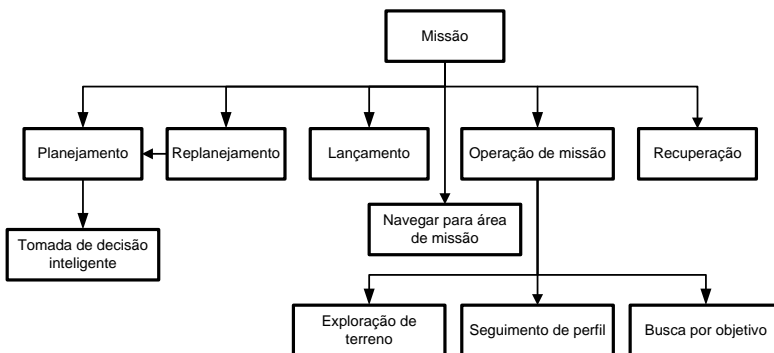 Missão
Planejamento
Replanejamento
Lançamento
Operação de missão
Recuperação
Navegar para área
de missão
Tomada de decisão
inteligente
Exploração de
terreno
Seguimento de perfil
Busca por objetivo